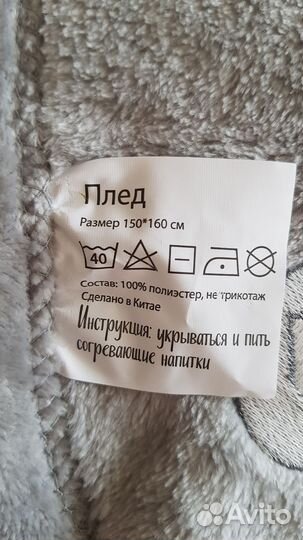 Плед
Размер 150*160 см
40
Состав: 100% полиэстер, не трикотаж
Сделано в Китае
Инструкция: укрываться и пить
согревающие напитки
Avito